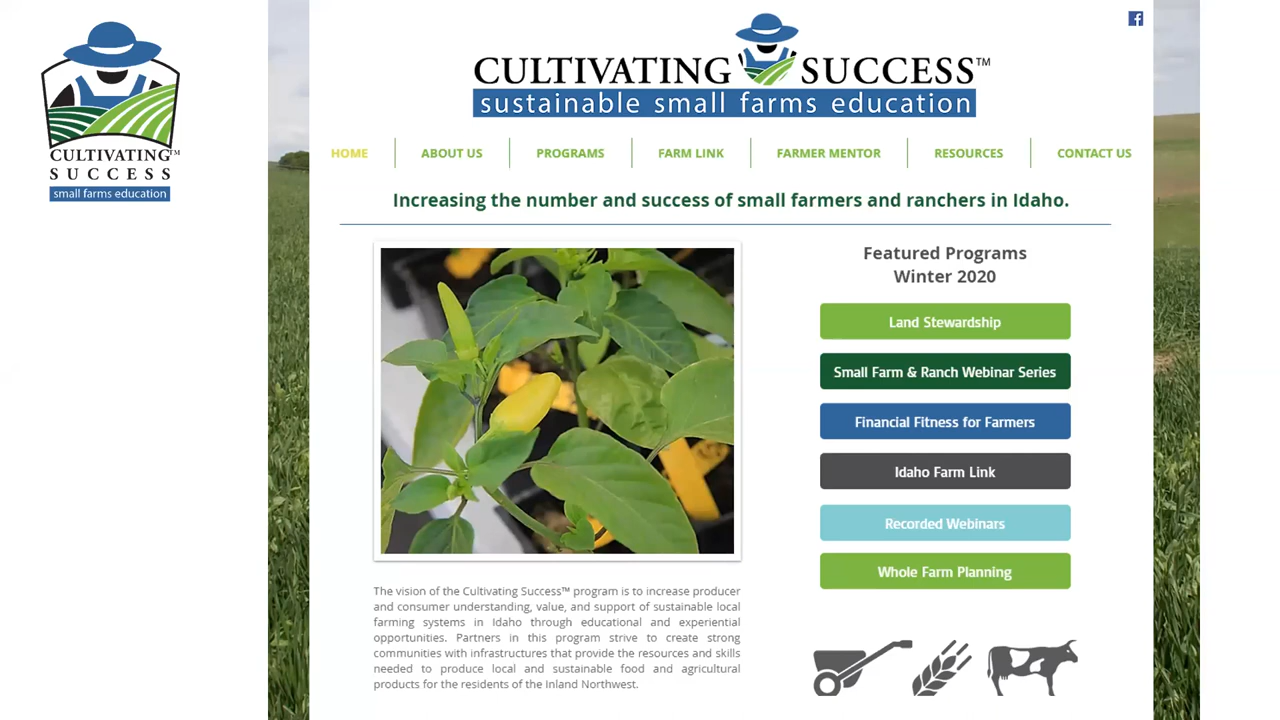 CULTIVATING™
SUCCESS
small farms education
CULTIVATING SUCCESS™
sustainable small farms education
HOME
ABOUT US
PROGRAMS
FARM LINK
FARMER MENTOR
RESOURCES
CONTACT US
Increasing the number and success of small farmers and ranchers in Idaho.
Featured Programs
Winter 2020
Land Stewardship
Small Farm & Ranch Webinar Series
Financial Fitness for Farmers
Idaho Farm Link
Recorded Webinars
Whole Farm Planning
The vision of the Cultivating Success™ program is to increase producer
and consumer understanding, value, and support of sustainable local
farming systems in Idaho through educational and experiential
opportunities. Partners in this program strive to create strong
communities with infrastructures that provide the resources and skills
needed to produce local and sustainable food and agricultural
products for the residents of the Inland Northwest.